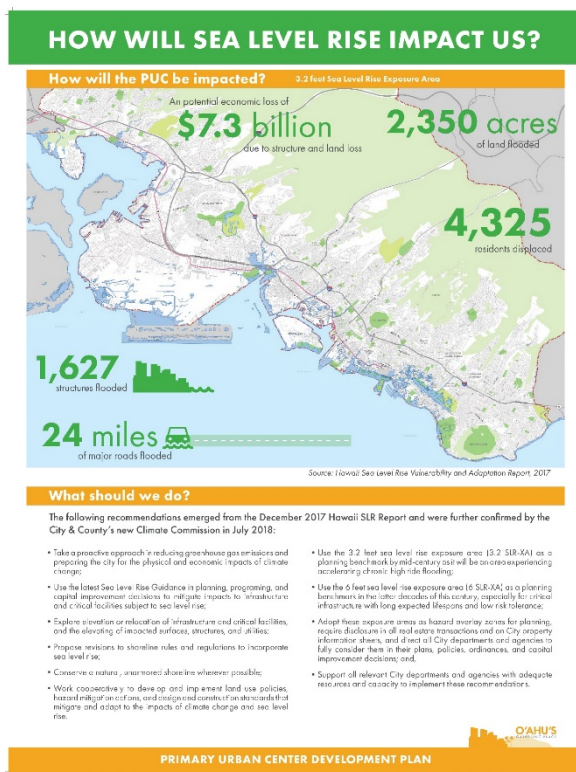 HOW WILL SEA LEVEL RISE IMPACT US?
How will the PUC be impacted?
3.2 feet Sea Level Rise Exposure Area
An potential economic loss of
$7.3 billion
due to structure and land loss
2,350 acres
of land flooded
4,325
residents displaced
1,627
structures flooded
24 miles
of major roads flooded
Source: Hawaii Sea Level Rise Vulnerability and Adaptation Report, 2017
What should we do?
The following recommendations emerged from the December 2017 Hawaii SLR Report and were further confirmed by the
City & County's new Climate Commission in July 2018:
• Take a proactive approach in reducing greenhouse gas emissions and
preparing the city for the physical and economic impacts of climate
change;
• Use the latest Sea Level Rise Guidance in planning, programing, and
capital improvement decisions to mitigate impacts to infrastructure
and critical facilities subject to sea level rise;
• Explore elevation or relocation of infrastructure and critical facilities,
and the elevating of impacted surfaces, structures, and utilities;
• Propose revisions to shoreline rules and regulations to incorporate
sea level rise;
• Conserve a natural, unarmored shoreline wherever possible;
• Work cooperatively to develop and implement land use policies,
hazard mitigation actions, and design and construction standards that
mitigate and adapt to the impacts of climate change and sea level
rise.
• Use the 3.2 feet sea level rise exposure area (3.2 SLR-XA) as a
planning benchmark by mid-century as it will be an area experiencing
accelerating chronic high tide flooding;
• Use the 6 feet sea level rise exposure area (6 SLR-XA) as a planning
benchmark in the latter decades of this century, especially for critical
infrastructure with long expected lifespans and low risk tolerance;
• Adopt these exposure areas as hazard overlay zones for planning,
require disclosure in all real estate transactions and on City property
information sheets, and direct all City departments and agencies to
fully consider them in their plans, policies, ordinances, and capital
improvement decisions; and,
• Support all relevant City departments and agencies with adequate
resources and capacity to implement these recommendations.
O'AHU'S
PRIMARY URBAN CENTER DEVELOPMENT PLAN